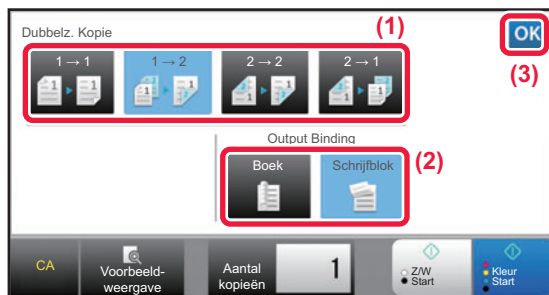 Dubbelz. Kopie
(1)
OK
(3)
1 → 1
1 → 2
2 → 2
2 → 1
Output Binding
(2)
Boek
Schrijfblok
CA
Voorbeeld-
weergave
Aantal
kopieën
1
Z/W
Start
Kleur
Start